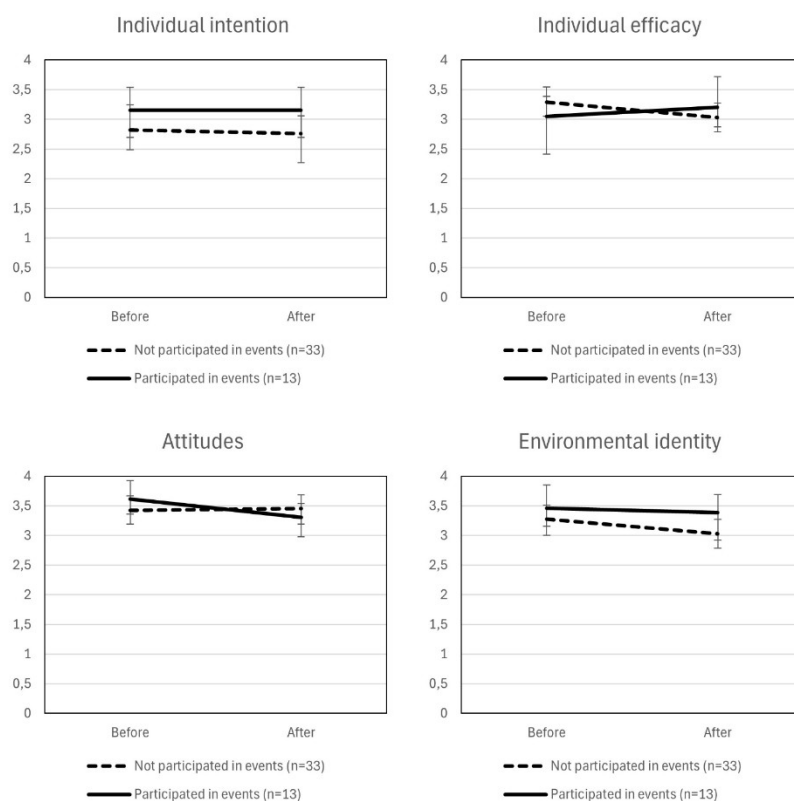 Individual intention
4
3,5
3
2,5
2
1,5
1
0,5
0
Before After
Not participated in events (n=33)
Participated in events (n=13)
Individual efficacy
4
3,5
3
2,5
2
1,5
1
0,5
0
Before After
Not participated in events (n=33)
Participated in events (n=13)
Attitudes
4
3,5
3
2,5
2
1,5
1
0,5
0
Before After
Not participated in events (n=33)
Participated in events (n=13)
Environmental identity
4
3,5
3
2,5
2
1,5
1
0,5
0
Before After
Not participated in events (n=33)
Participated in events (n=13)